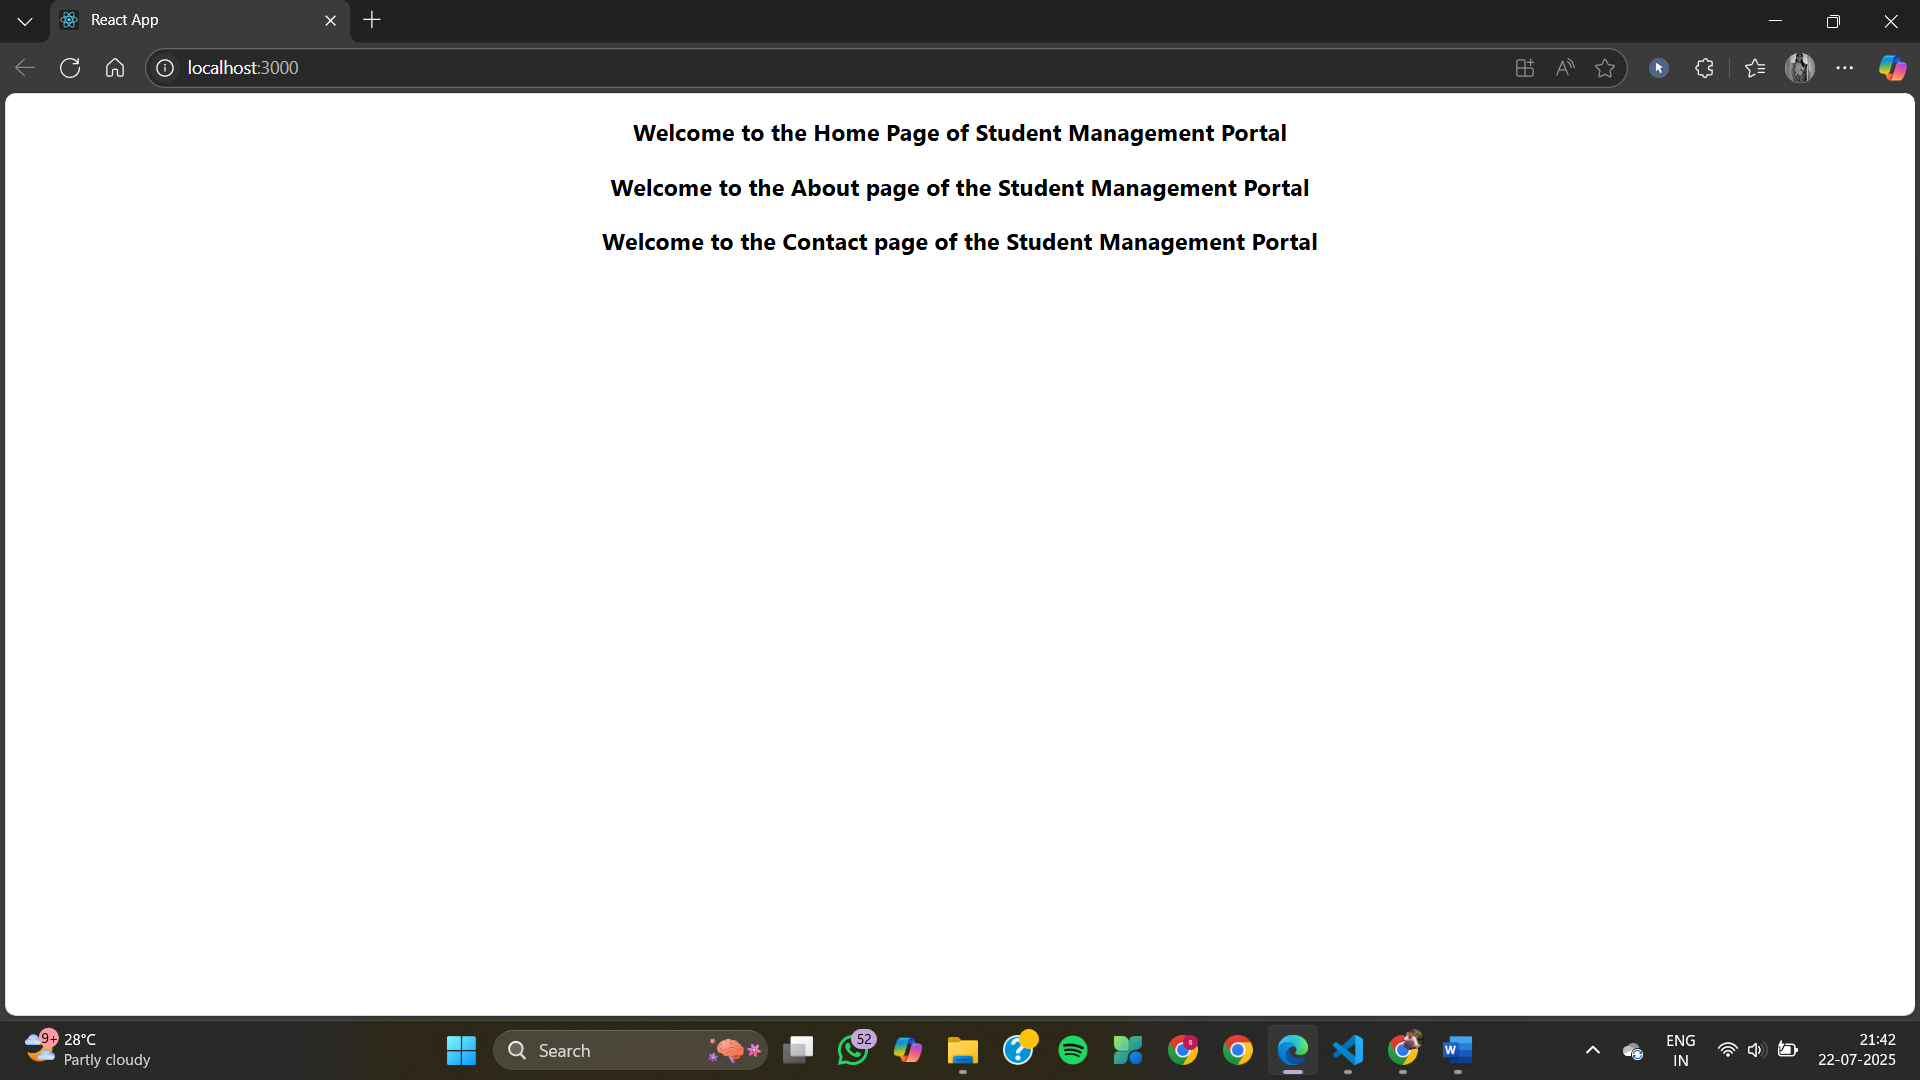 React App
localhost:3000
Welcome to the Home Page of Student Management Portal
Welcome to the About page of the Student Management Portal
Welcome to the Contact page of the Student Management Portal
9+
28°C
Partly cloudy
Search
52
ENG
IN
21:42
22-07-2025